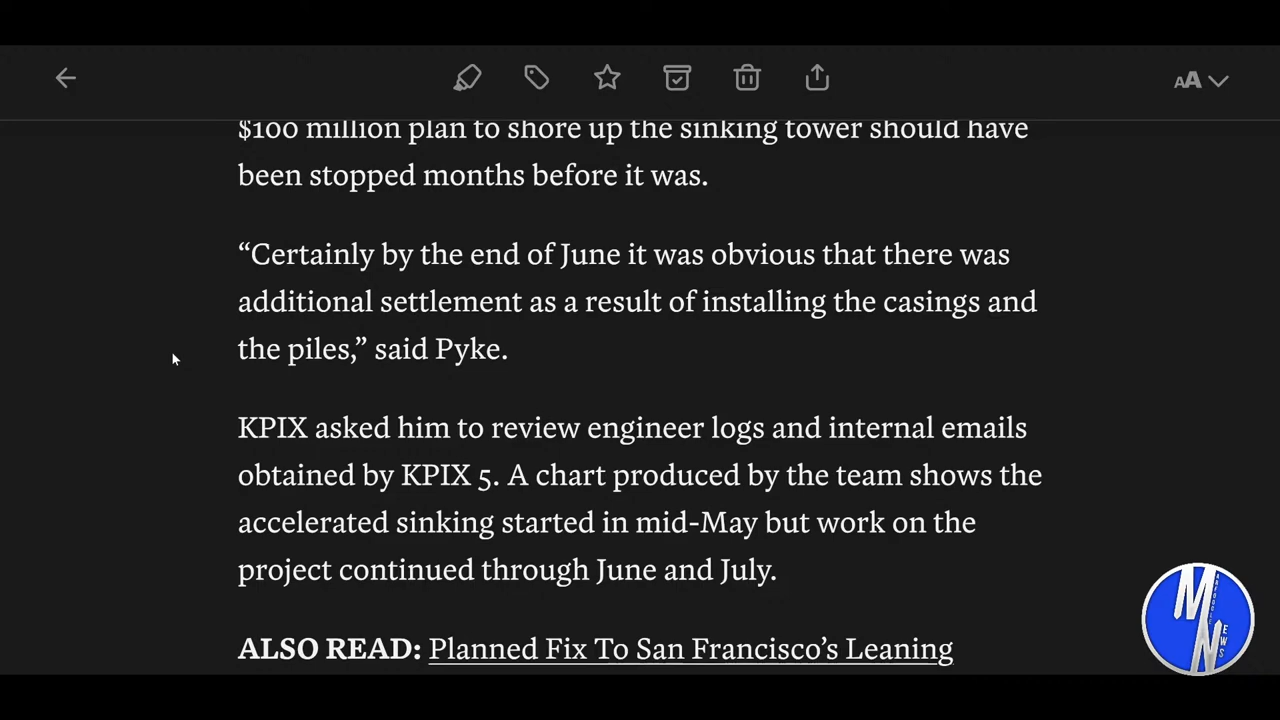 AA
$100 million plan to shore up the sinking tower should have
been stopped months before it was.
“Certainly by the end of June it was obvious that there was
additional settlement as a result of installing the casings and
the piles,” said Pyke.
KPIX asked him to review engineer logs and internal emails
obtained by KPIX 5. A chart produced by the team shows the
accelerated sinking started in mid-May but work on the
project continued through June and July.
ALSO READ: Planned Fix To San Francisco’s Leaning
M
N
EWS